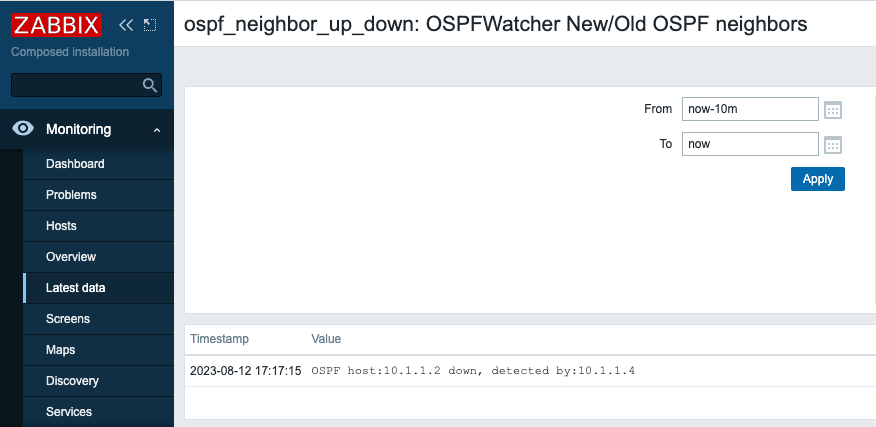 ZABBIX
Composed installation
Monitoring
Dashboard
Problems
Hosts
Overview
Latest data
Screens
Maps
Discovery
Services
ospf_neighbor_up_down: OSPFWatcher New/Old OSPF neighbors
From now-10m
To now
Apply
Timestamp Value
2023-08-12 17:17:15 OSPF host:10.1.1.2 down, detected by:10.1.1.4